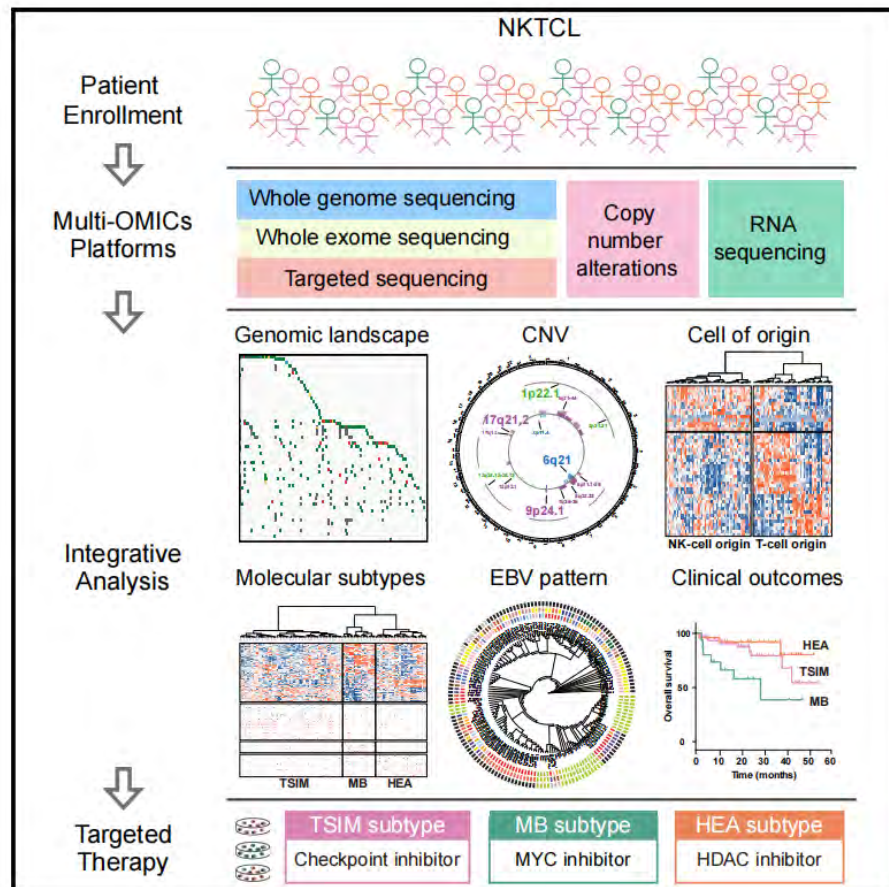 NKTCL
Patient
Enrollment
Multi-OMICs
Platforms
Whole genome sequencing
Whole exome sequencing
Targeted sequencing
Copy
number
alterations
RNA
sequencing
Integrative
Analysis
Genomic landscape
CNV
1p22.1
17q21.2
6q21
9p24.1
Cell of origin
NK-cell origin
T-cell origin
Molecular subtypes
TSIM
MB
HEA
EBV pattern
Clinical outcomes
Overall survival
100
50
0
HEA
TSIM
MB
0 10 20 30 40 50 60
Time (months)
Targeted
Therapy
TSIM subtype
Checkpoint inhibitor
MB subtype
MYC inhibitor
HEA subtype
HDAC inhibitor